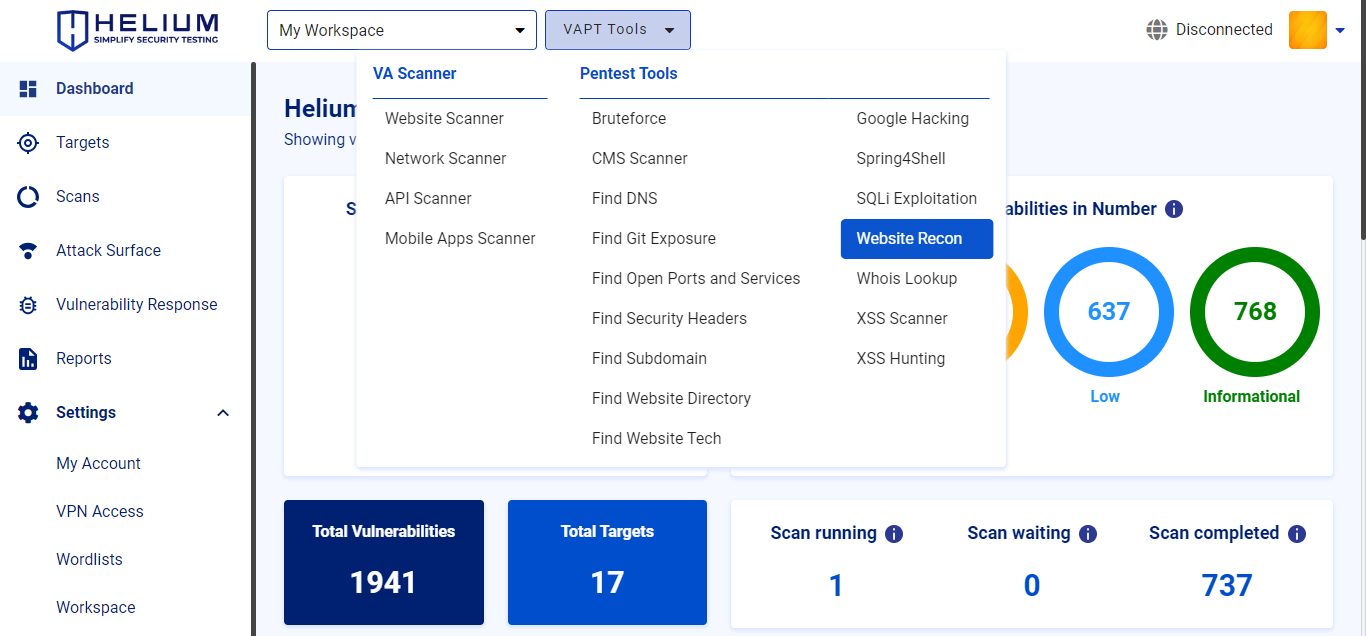 HELIUM
SIMPLIFY SECURITY TESTING
My Workspace
VAPT Tools
Disconnected
Dashboard
Targets
Scans
Attack Surface
Vulnerability Response
Reports
Settings
My Account
VPN Access
Wordlists
Workspace
Helium
Showing v
VA Scanner
Website Scanner
Network Scanner
API Scanner
Mobile Apps Scanner
Pentest Tools
Bruteforce
CMS Scanner
Find DNS
Find Git Exposure
Find Open Ports and Services
Find Security Headers
Find Subdomain
Find Website Directory
Find Website Tech
Google Hacking
Spring4Shell
SQLi Exploitation
Website Recon
Whois Lookup
XSS Scanner
XSS Hunting
S
abilities in Number
637
Low
768
Informational
Total Vulnerabilities
1941
Total Targets
17
Scan running
1
Scan waiting
0
Scan completed
737